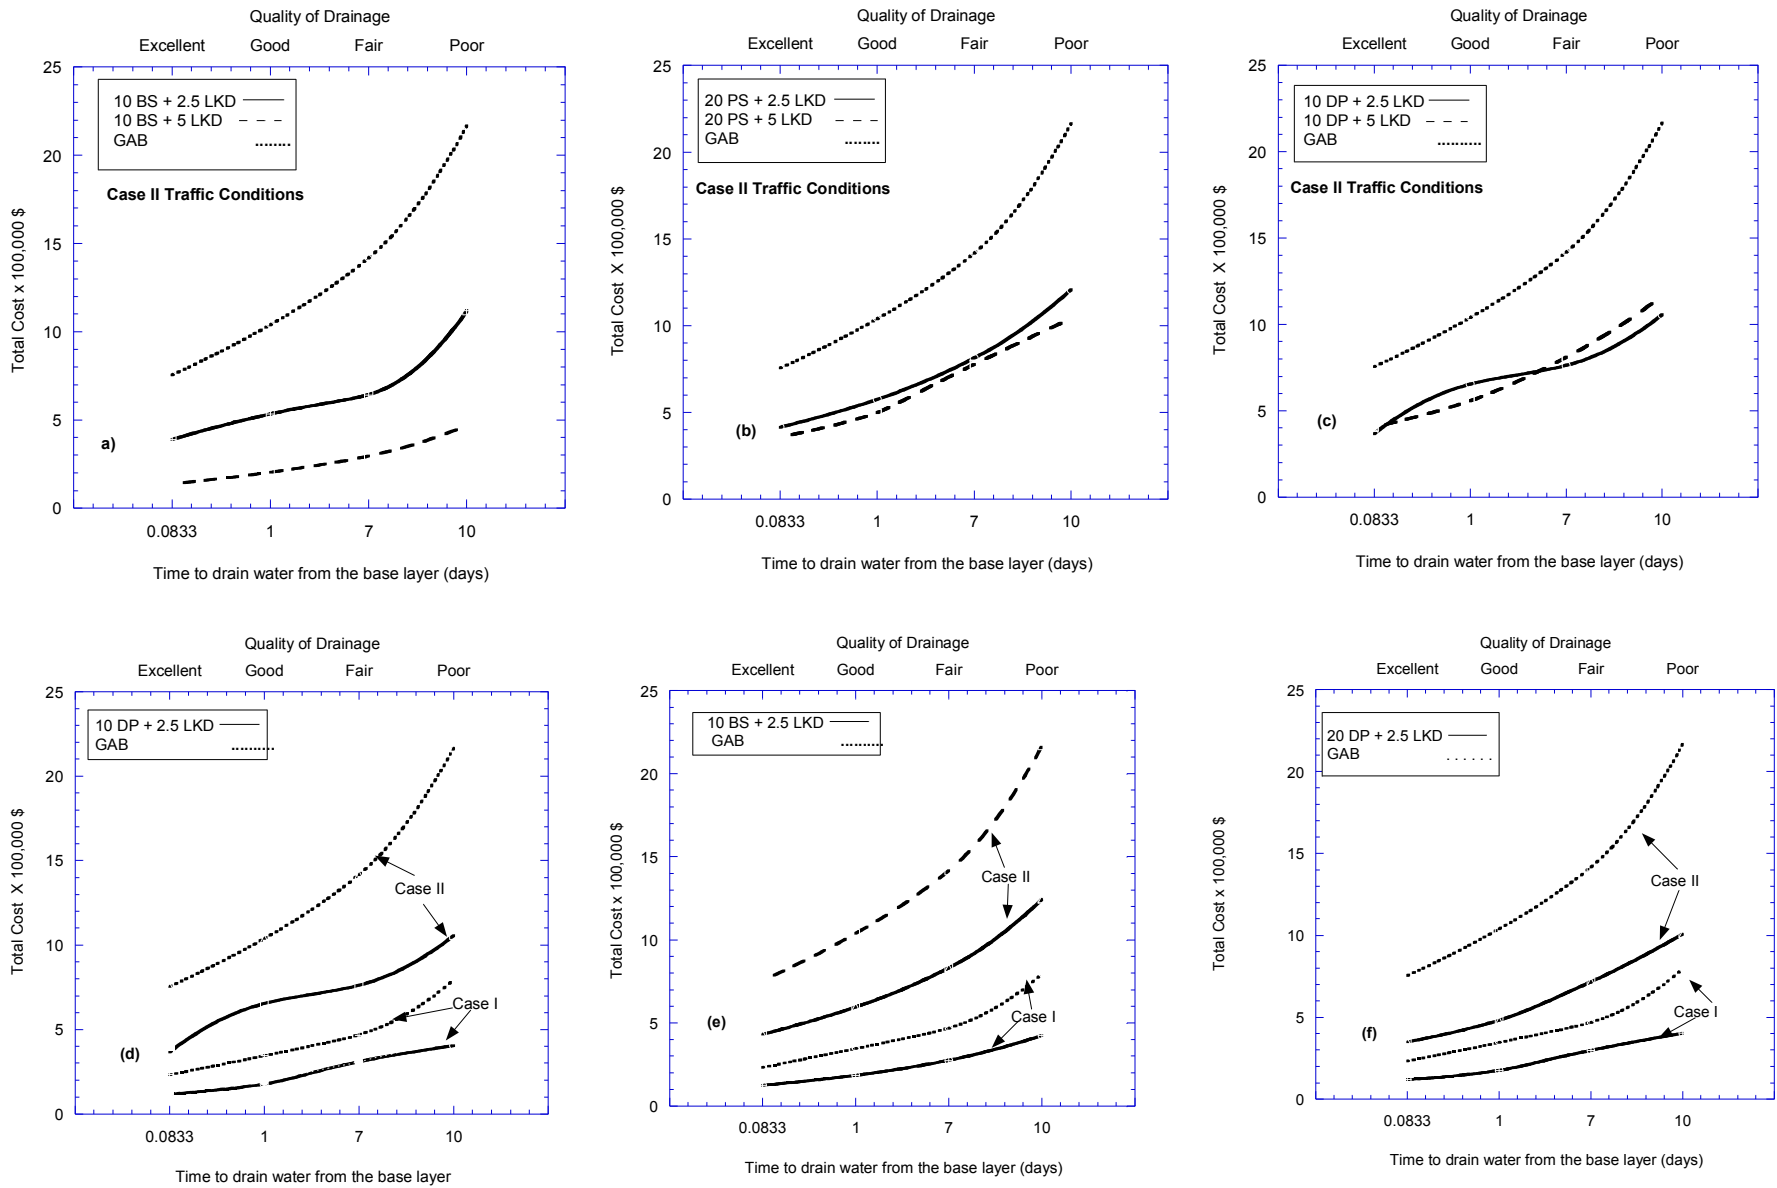 Quality of Drainage
Excellent Good Fair Poor
25
20
15
10
5
0
10 BS + 2.5 LKD
10 BS + 5 LKD
GAB
Case II Traffic Conditions
a)
Total Cost x 100,000 $
0.0833 1 7 10
Time to drain water from the base layer (days)
Quality of Drainage
Excellent Good Fair Poor
25
20
15
10
5
0
20 PS + 2.5 LKD
20 PS + 5 LKD
GAB
Case II Traffic Conditions
(b)
Total Cost X 100,000 $
0.0833 1 7 10
Time to drain water from the base layer (days)
Quality of Drainage
Excellent Good Fair Poor
25
20
15
10
5
0
10 DP + 2.5 LKD
10 DP + 5 LKD
GAB
Case II Traffic Conditions
(c)
Total Cost X 100,000 $
0.0833 1 7 10
Time to drain water from the base layer (days)
Quality of Drainage
Excellent Good Fair Poor
25
20
15
10
5
0
10 DP + 2.5 LKD
GAB
Case II
Case I
(d)
Total Cost X 100,000 $
0.0833 1 7 10
Time to drain water from the base layer
Quality of Drainage
Excellent Good Fair Poor
25
20
15
10
5
0
10 BS + 2.5 LKD
GAB
Case II
Case I
(e)
Total Cost x 100,000 $
0.0833 1 7 10
Time to drain water from the base layer (days)
Quality of Drainage
Excellent Good Fair Poor
25
20
15
10
5
0
20 DP + 2.5 LKD
GAB
Case II
Case I
(f)
Total Cost x 100,000 $
0.0833 1 7 10
Time to drain water from the base layer (days)